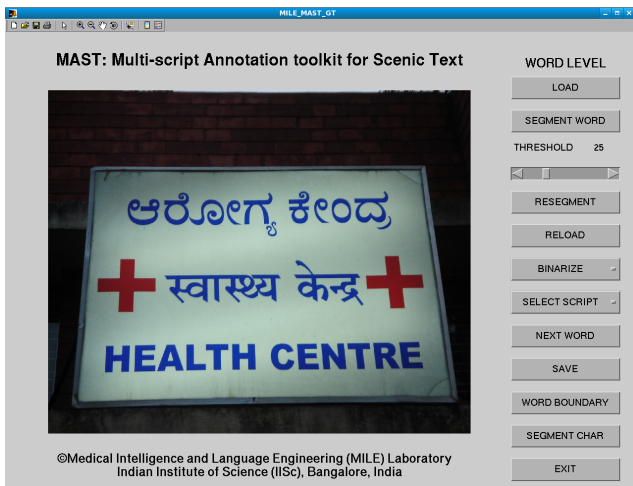 MILE_MAST_GT
MAST: Multi-script Annotation toolkit for Scenic Text
ಆರೋಗ್ಯ ಕೇಂದ್ರ
स्वास्थ्य केन्द्र
HEALTH CENTRE
©Medical Intelligence and Language Engineering (MILE) Laboratory
Indian Institute of Science (IISc), Bangalore, India
WORD LEVEL
LOAD
SEGMENT WORD
THRESHOLD 25
RESEGMENT
RELOAD
BINARIZE
SELECT SCRIPT
NEXT WORD
SAVE
WORD BOUNDARY
SEGMENT CHAR
EXIT